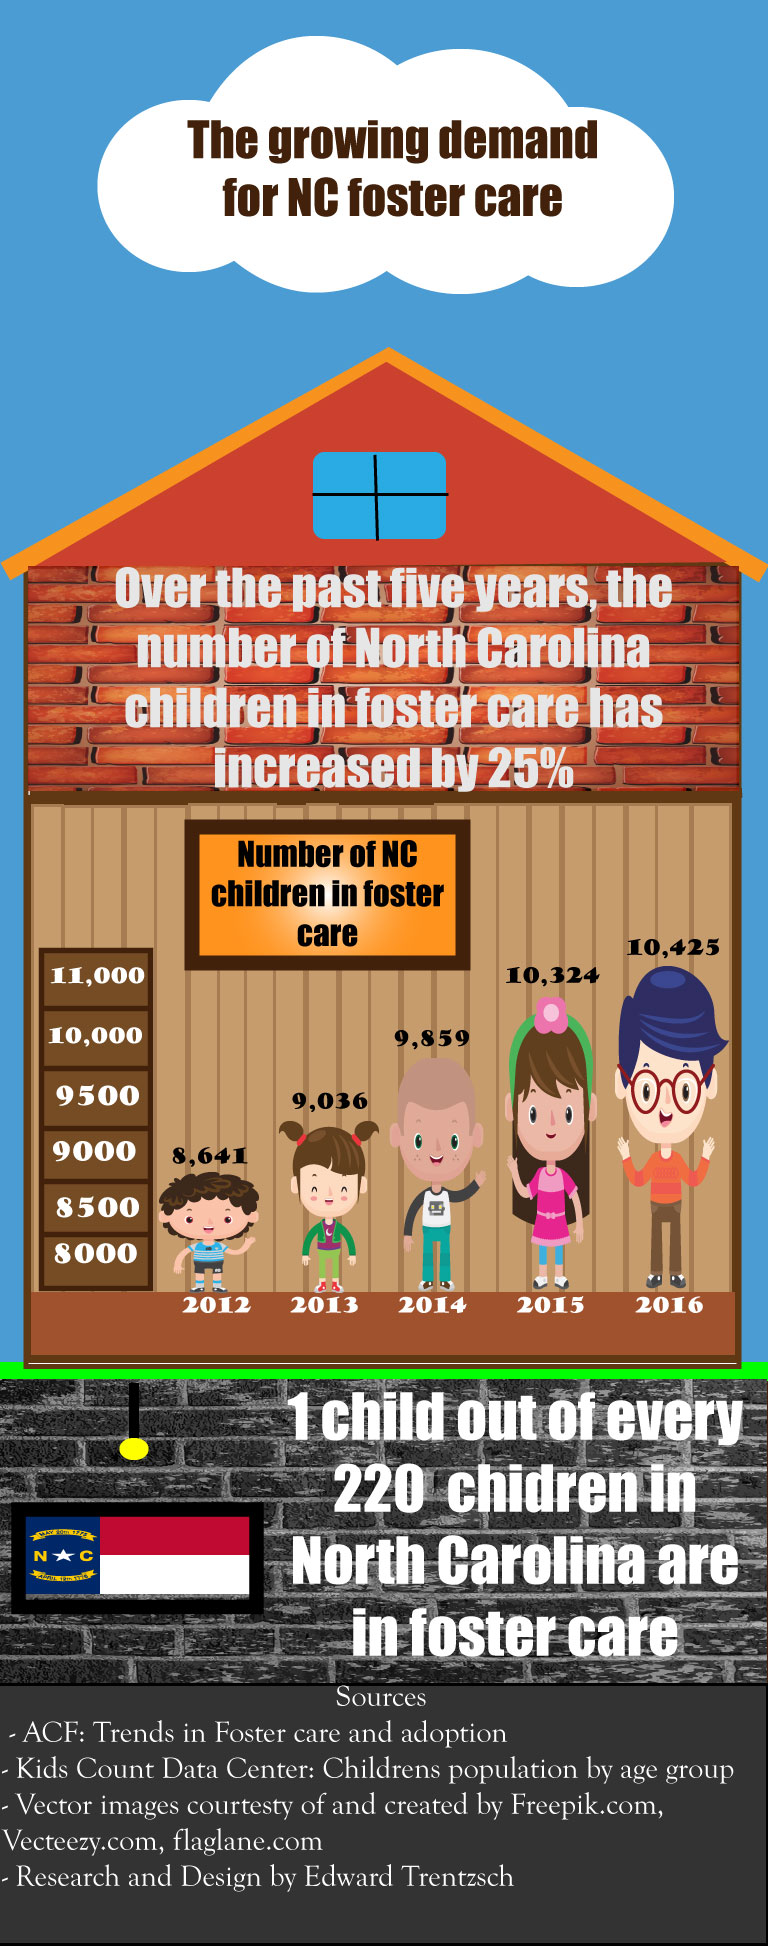 The growing demand
for NC foster care
Over the past five years, the
number of North Carolina
children in foster care has
increased by 25%
Number of NC
children in foster
care
11,000
10,000
9500
9000
8500
8000
8,641
9,036
9,859
10,324
10,425
2012
2013
2014
2015
2016
1 child out of every
220 chidren in
North Carolina are
in foster care
MAY 20TH 1775
N C
APRIL 12TH 1776
Sources
- ACF: Trends in Foster care and adoption
- Kids Count Data Center: Childrens population by age group
- Vector images courtesty of and created by Freepik.com,
Vecteezy.com, flaglane.com
- Research and Design by Edward Trentzsch